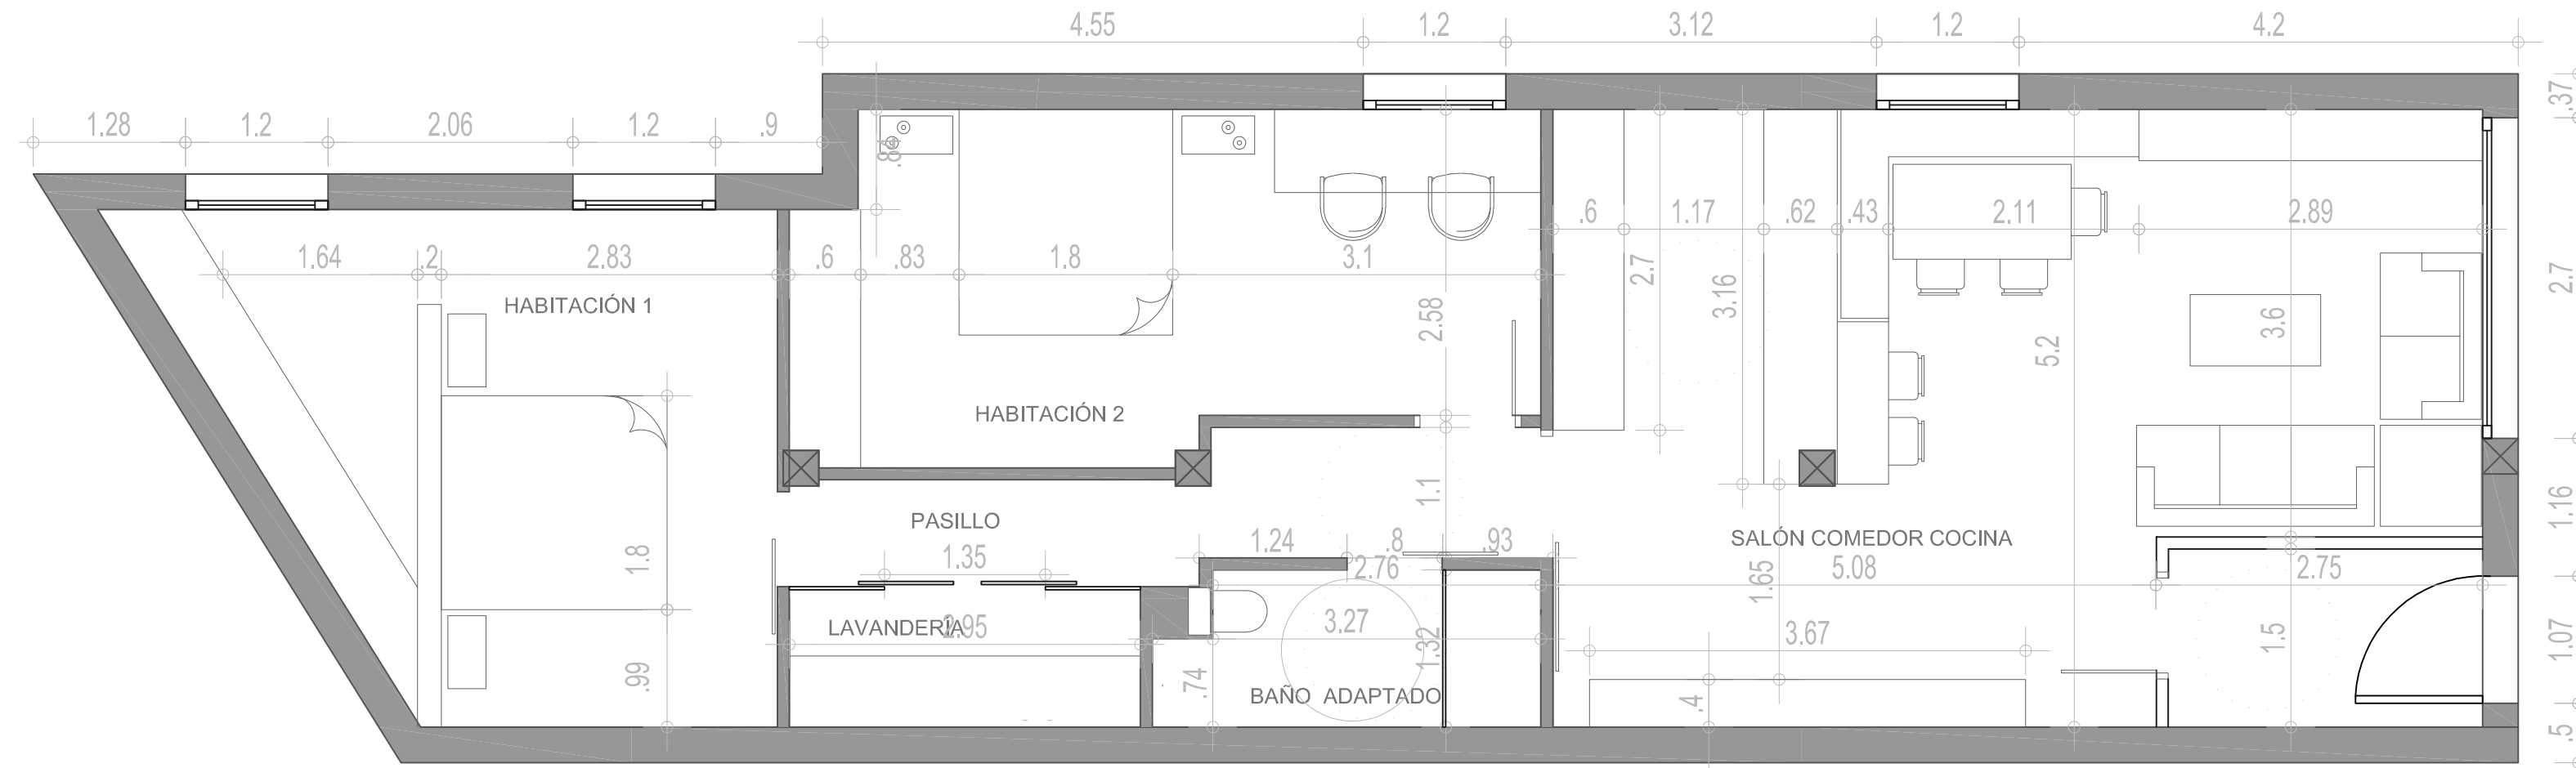 4.55 1.2 3.12 1.2 4.2
1.28 1.2 2.06 1.2 .9
.37
2.7
1.16
1.07
.5
.84
1.64 .2 2.83 .6 .83 1.8 3.1
.6 1.17 .62 .43 2.11 2.89
HABITACIÓN 1
2.58
2.7
3.16
5.2
3.6
HABITACIÓN 2
1.1
PASILLO
1.35
1.24 .8 .93
2.76
SALÓN COMEDOR COCINA
5.08 2.75
1.8
1.65
LAVANDERÍA
2.95
3.27
1.32
3.67
1.5
.99
.74
BAÑO ADAPTADO
.4